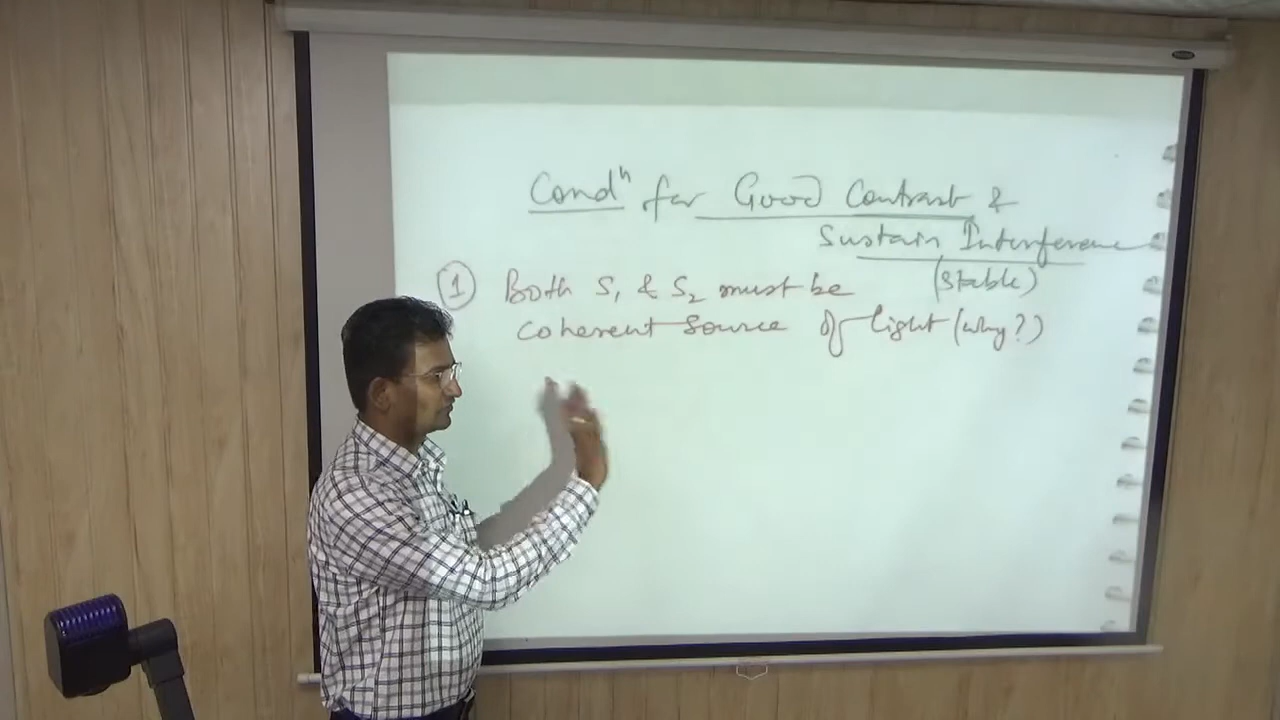 Condⁿ for Good Contrast &
Sustain Interference
(Stable)
① Both S₁ & S₂ must be
coherent source of light (why?)